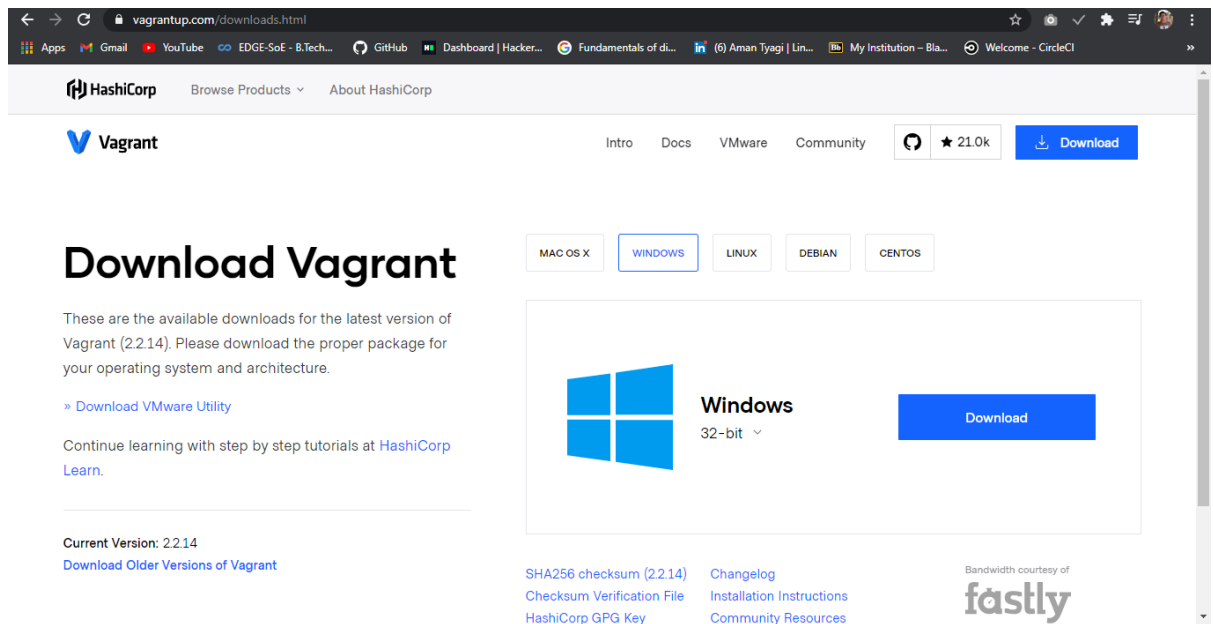 vagrantup.com/downloads.html
Apps Gmail YouTube EDGE-SoE - B.Tech... GitHub Dashboard | Hacker... Fundamentals of di... (6) Aman Tyagi | Lin... My Institution – Bla... Welcome - CircleCI »
HashiCorp Browse Products About HashiCorp
Vagrant Intro Docs VMware Community ★ 21.0k Download
MAC OS X WINDOWS LINUX DEBIAN CENTOS
Download Vagrant
These are the available downloads for the latest version of
Vagrant (2.2.14). Please download the proper package for
your operating system and architecture.
» Download VMware Utility
Continue learning with step by step tutorials at HashiCorp
Learn.
Current Version: 2.2.14
Download Older Versions of Vagrant
Windows
32-bit
Download
SHA256 checksum (2.2.14)
Checksum Verification File
HashiCorp GPG Key
Changelog
Installation Instructions
Community Resources
Bandwidth courtesy of
fastly